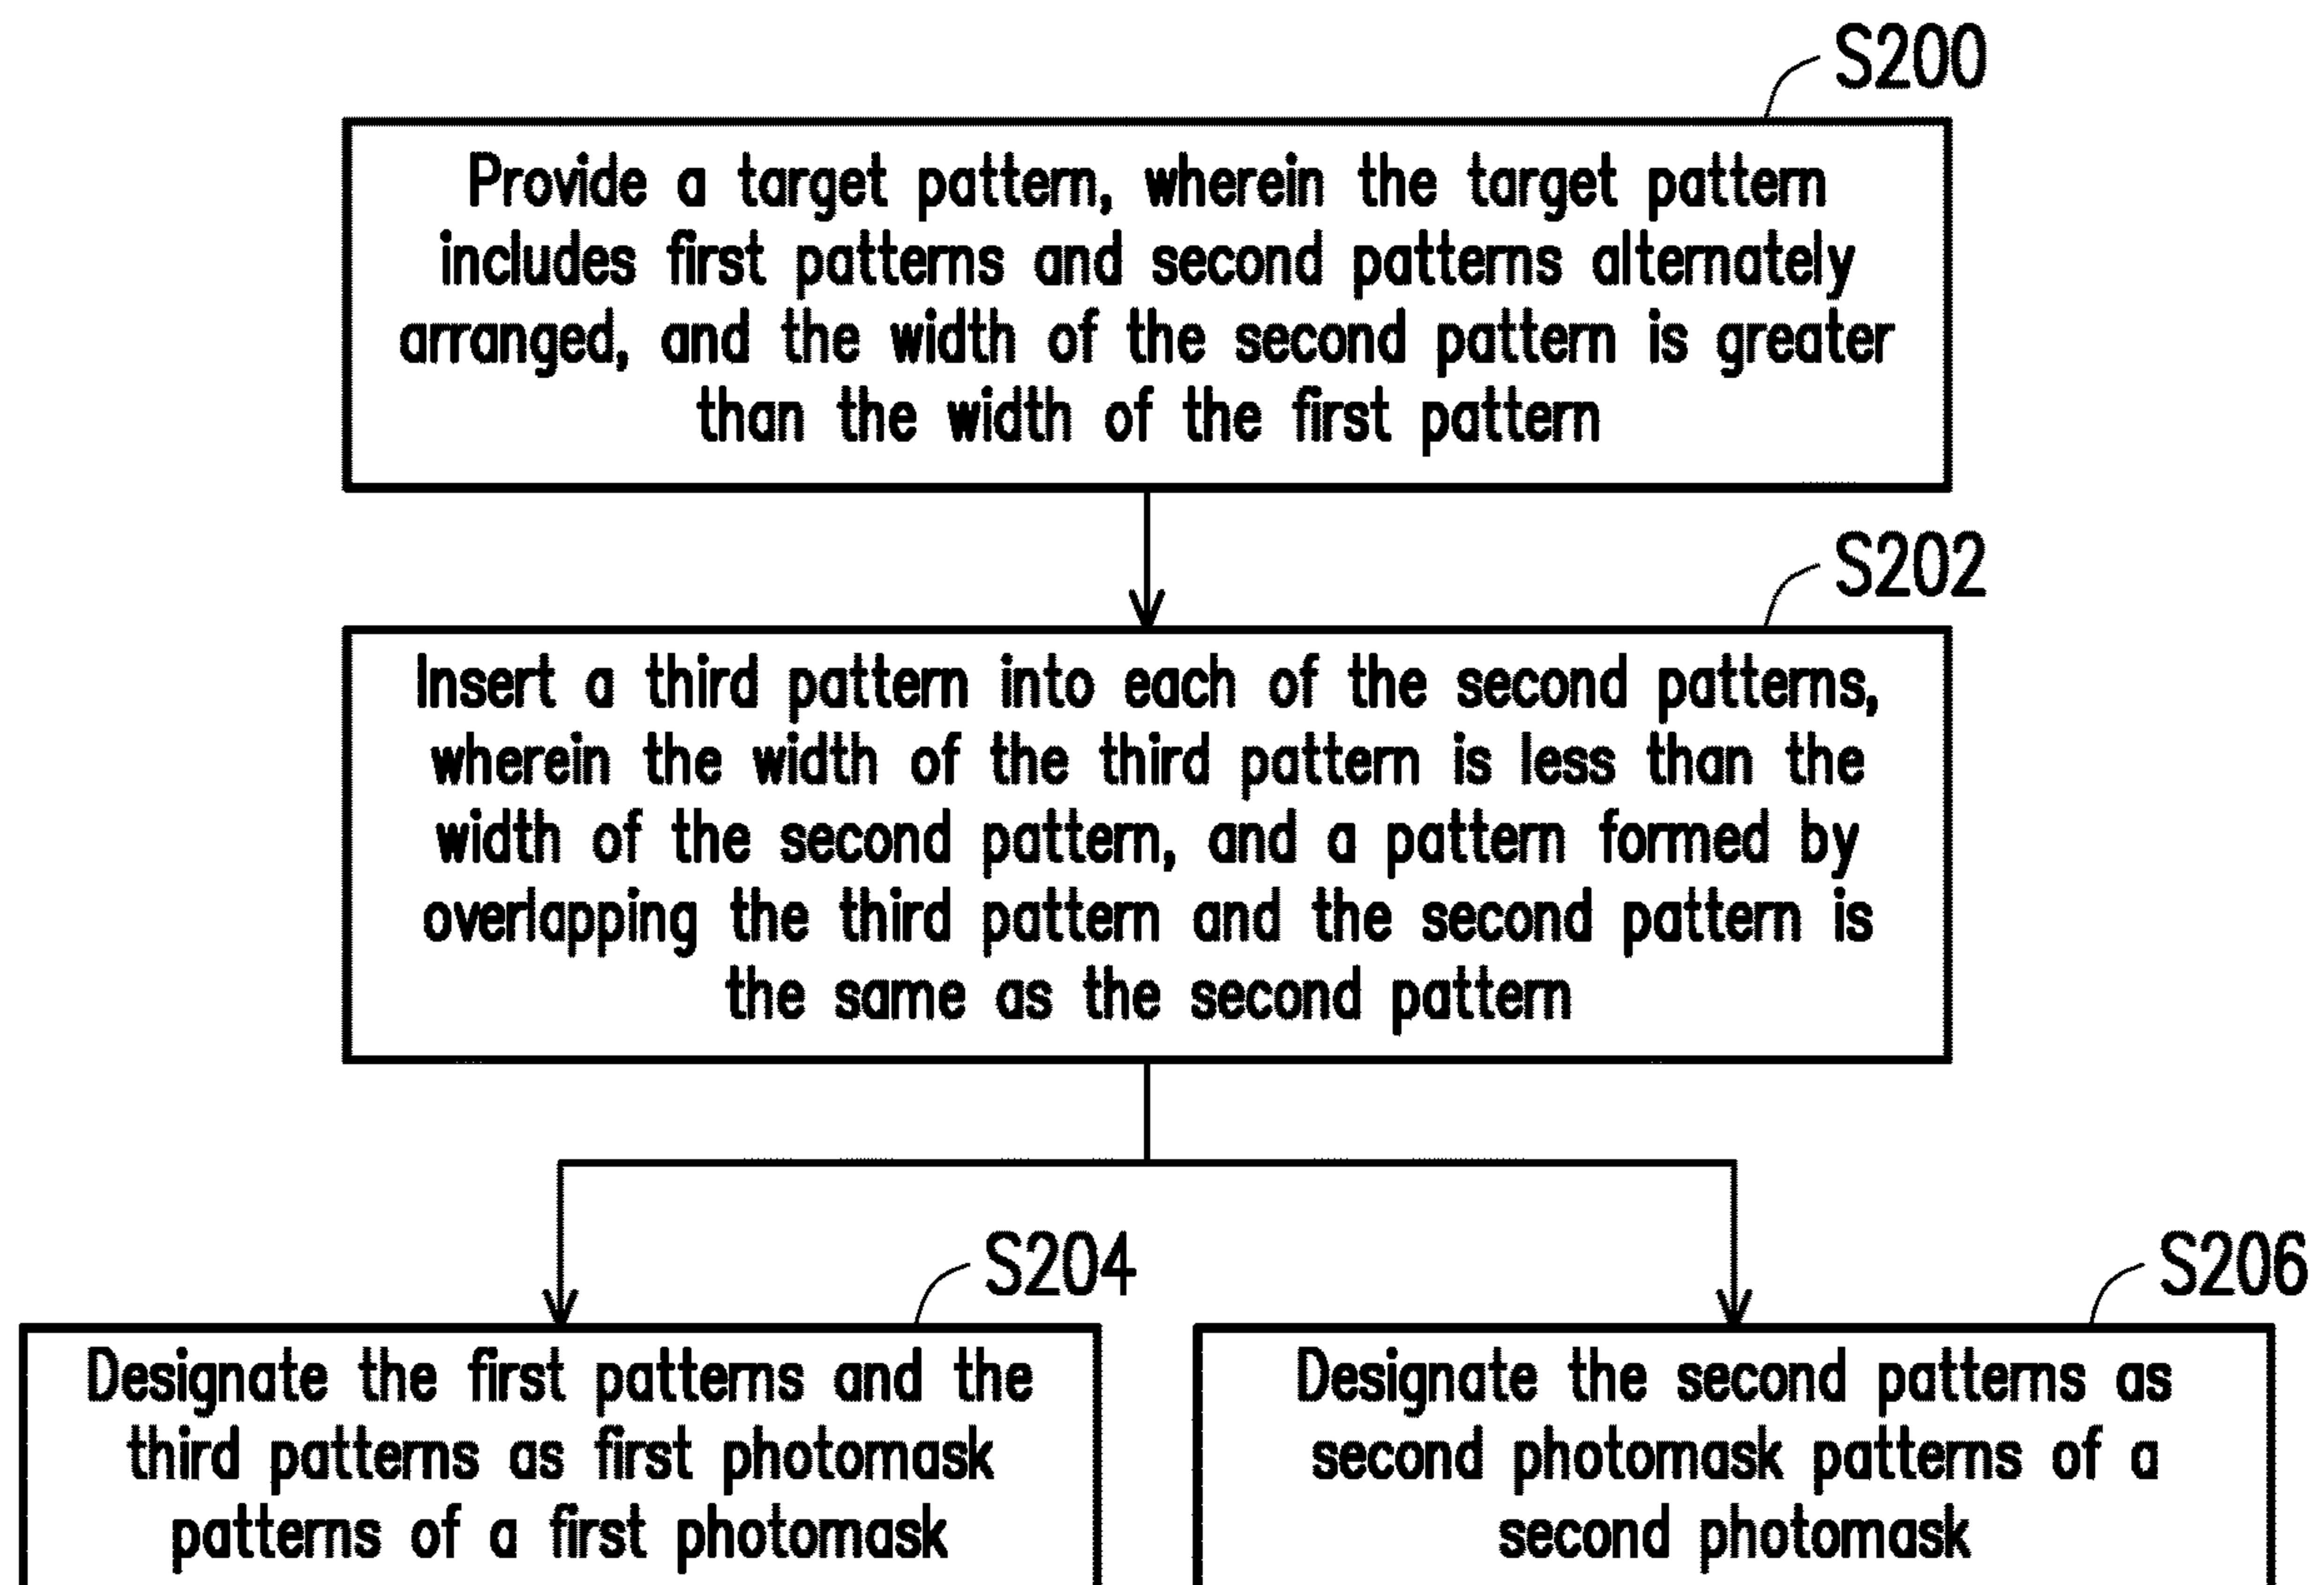 S200
Provide a target pattern, wherein the target pattern
includes first patterns and second patterns alternately
arranged, and the width of the second pattern is greater
than the width of the first pattern
S202
Insert a third pattern into each of the second patterns,
wherein the width of the third pattern is less than the
width of the second pattern, and a pattern formed by
overlapping the third pattern and the second pattern is
the same as the second pattern
S204
Designate the first patterns and the
third patterns as first photomask
patterns of a first photomask
S206
Designate the second patterns as
second photomask patterns of a
second photomask